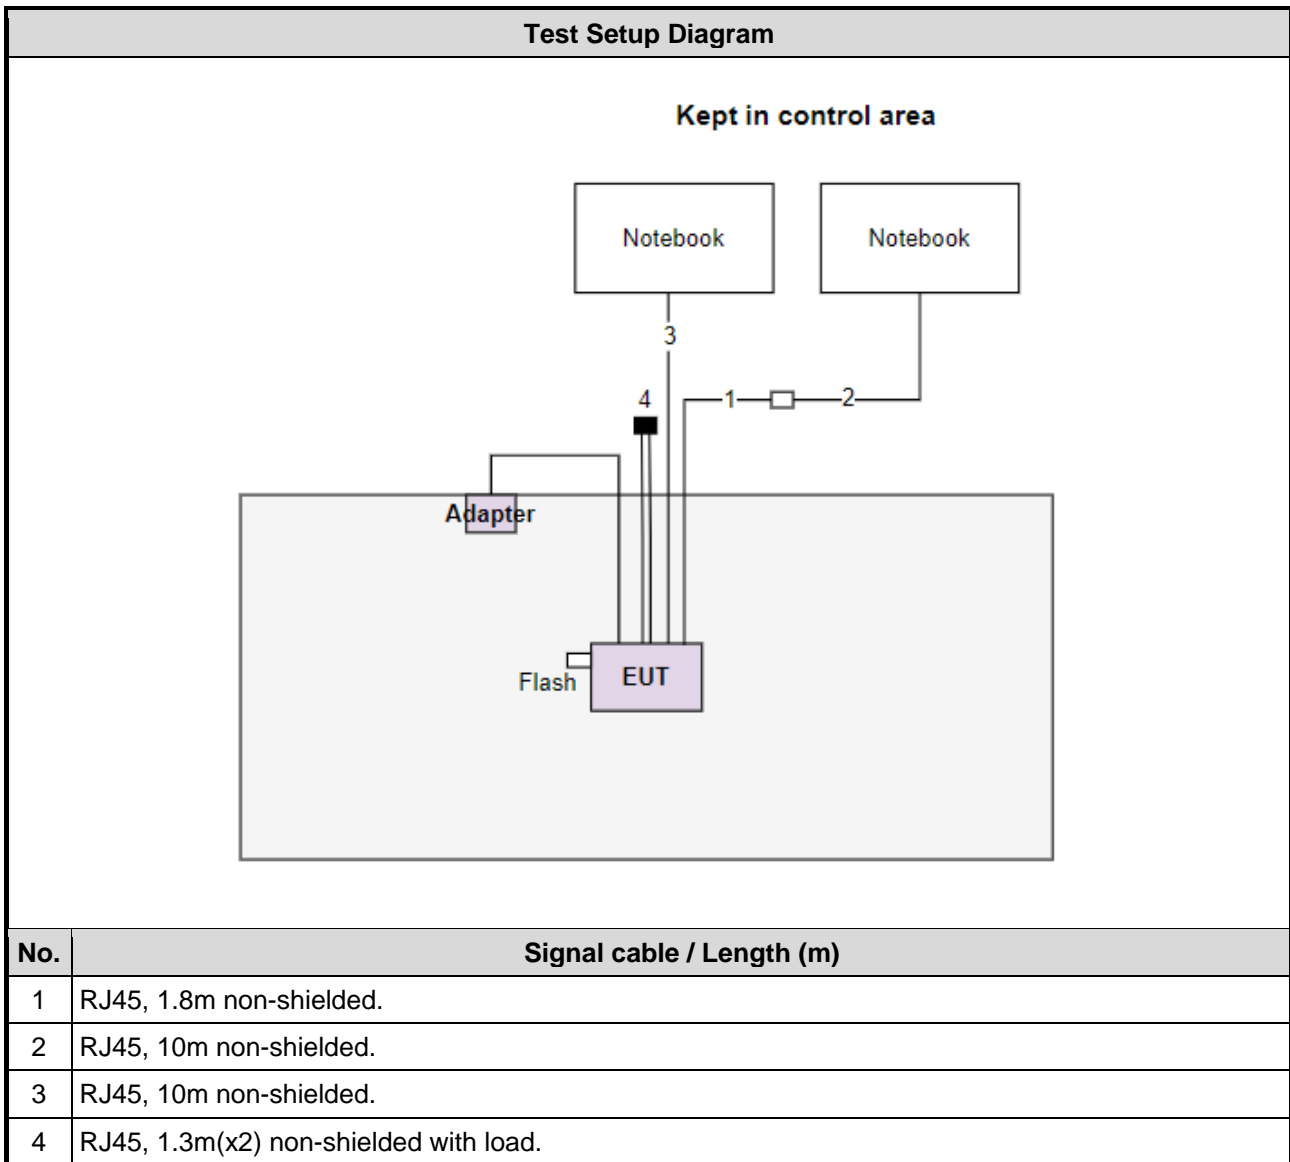 Test Setup Diagram
Kept in control area
Notebook
Notebook
3
4
1
2
Adapter
Flash
EUT
No. Signal cable / Length (m)
1 RJ45, 1.8m non-shielded.
2 RJ45, 10m non-shielded.
3 RJ45, 10m non-shielded.
4 RJ45, 1.3m(x2) non-shielded with load.